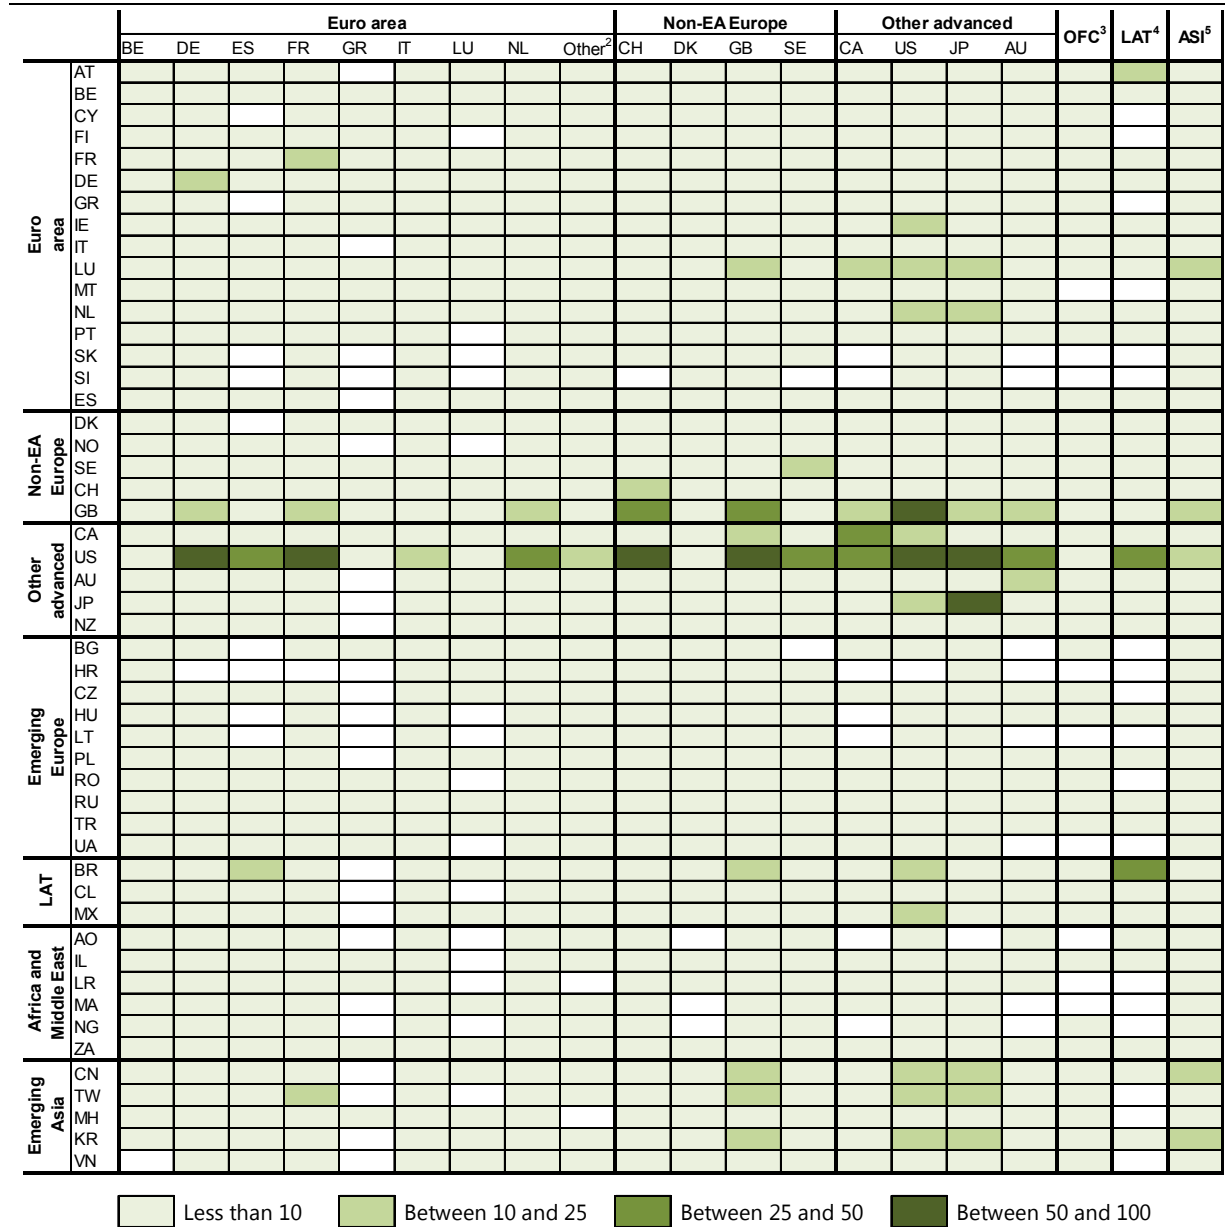 Euro area Non-EA Europe Other advanced OFC3 LAT4 ASI5
BE DE ES FR GR IT LU NL Other2 CH DK GB SE CA US JP AU
Euro area
AT
BE
CY
FI
FR
DE
GR
IE
IT
LU
MT
NL
PT
SK
SI
ES
Non-EA Europe
DK
NO
SE
CH
GB
Other advanced
CA
US
AU
JP
NZ
Emerging Europe
BG
HR
CZ
HU
LT
PL
RO
RU
TR
UA
LAT
BR
CL
MX
Africa and Middle East
AO
IL
LR
MA
NG
ZA
Emerging Asia
CN
TW
MH
KR
VN
Less than 10 Between 10 and 25 Between 25 and 50 Between 50 and 100